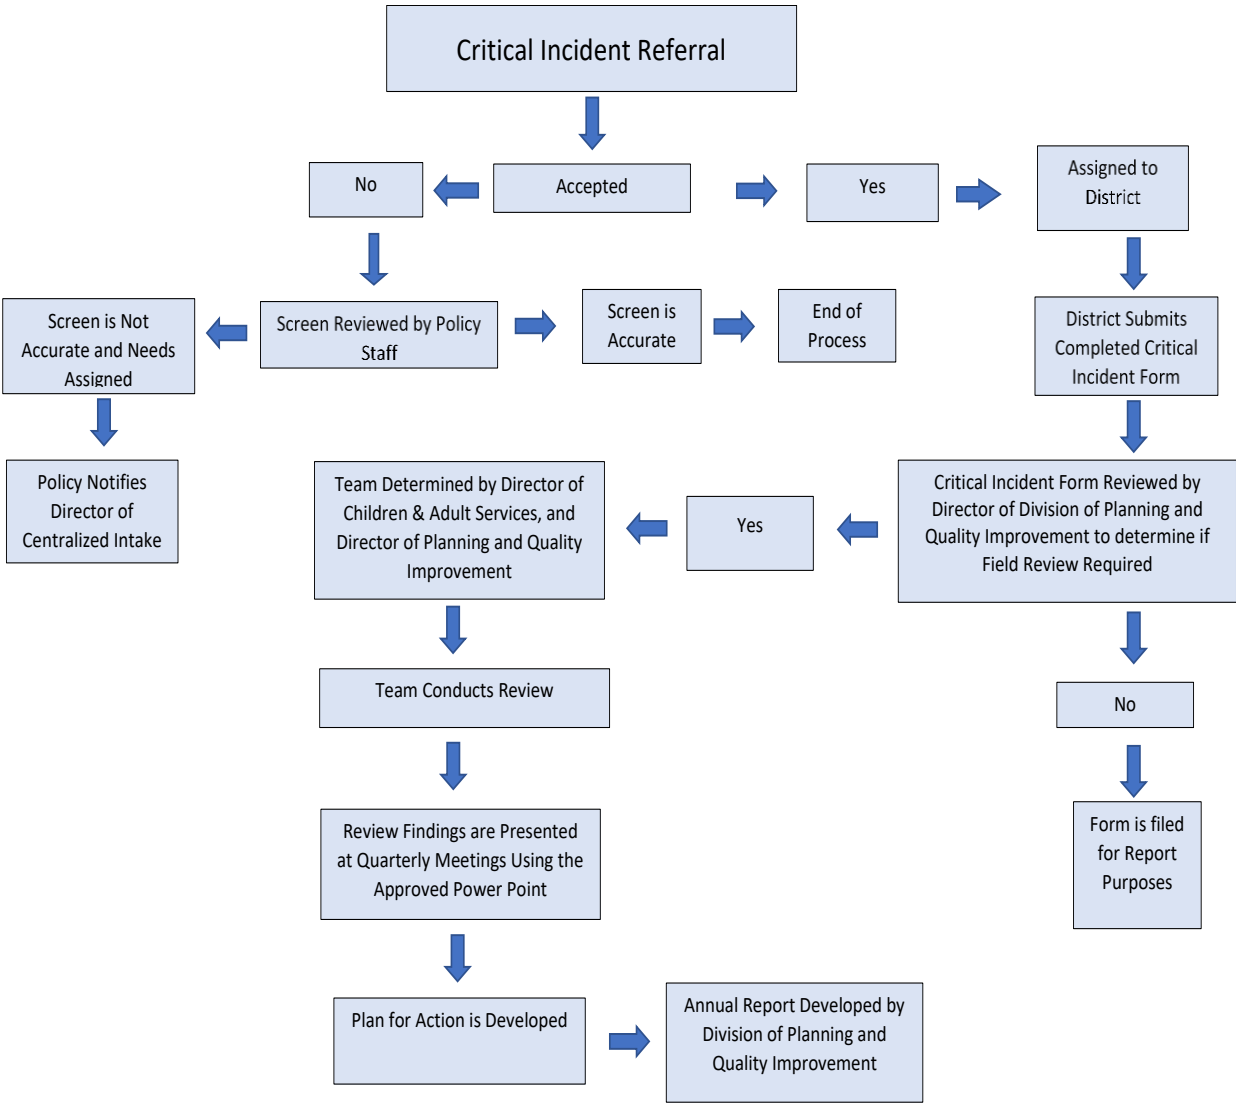 Critical Incident Referral
No
Accepted
Yes
Assigned to
District
Screen is Not
Accurate and Needs
Assigned
Screen Reviewed by Policy
Staff
Screen is
Accurate
End of
Process
District Submits
Completed Critical
Incident Form
Policy Notifies
Director of
Centralized Intake
Team Determined by Director of
Children & Adult Services, and
Director of Planning and Quality
Improvement
Yes
Critical Incident Form Reviewed by
Director of Division of Planning and
Quality Improvement to determine if
Field Review Required
Team Conducts Review
No
Review Findings are Presented
at Quarterly Meetings Using the
Approved Power Point
Form is filed
for Report
Purposes
Plan for Action is Developed
Annual Report Developed by
Division of Planning and
Quality Improvement